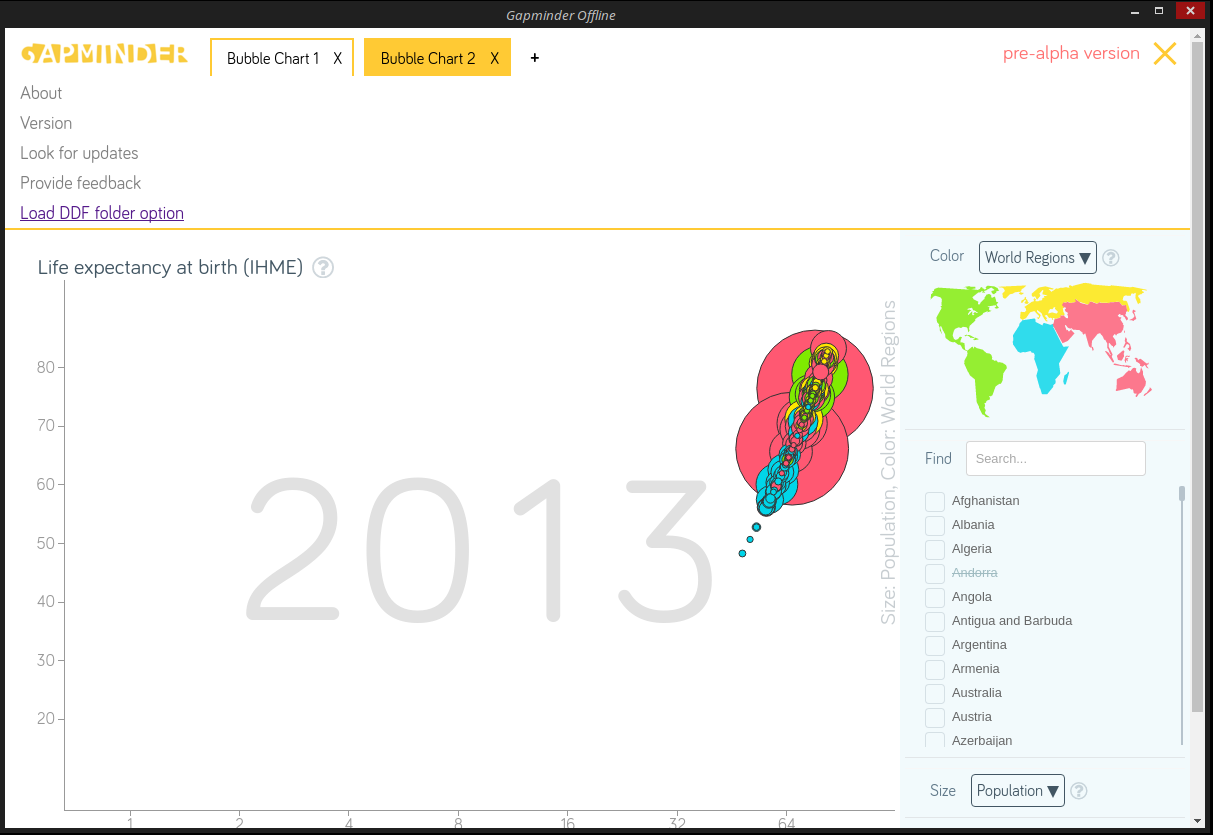 Gapminder Offline
GAPMINDER
Bubble Chart 1 X
Bubble Chart 2 X
+
pre-alpha version
About
Version
Look for updates
Provide feedback
Load DDF folder option
Life expectancy at birth (IHME) ?
80
70
60
50
40
30
20
2013
1 2 4 8 16 32 64
Size: Population, Color: World Regions
Color World Regions ▼ ?
Find Search...
Afghanistan
Albania
Algeria
Andorra
Angola
Antigua and Barbuda
Argentina
Armenia
Australia
Austria
Azerbaijan
Size Population ▼ ?